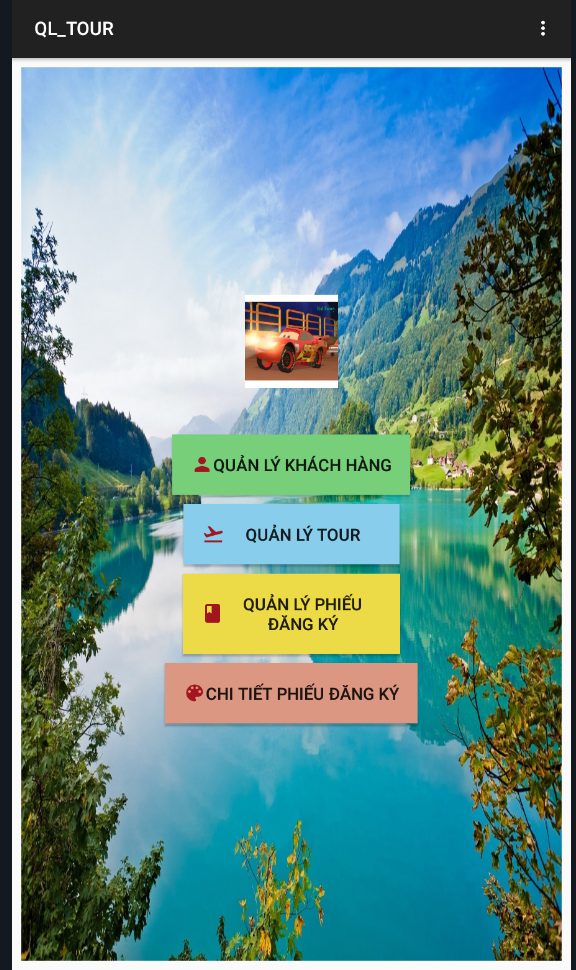 QL_TOUR
QUẢN LÝ KHÁCH HÀNG
QUẢN LÝ TOUR
QUẢN LÝ PHIẾU
ĐĂNG KÝ
CHI TIẾT PHIẾU ĐĂNG KÝ